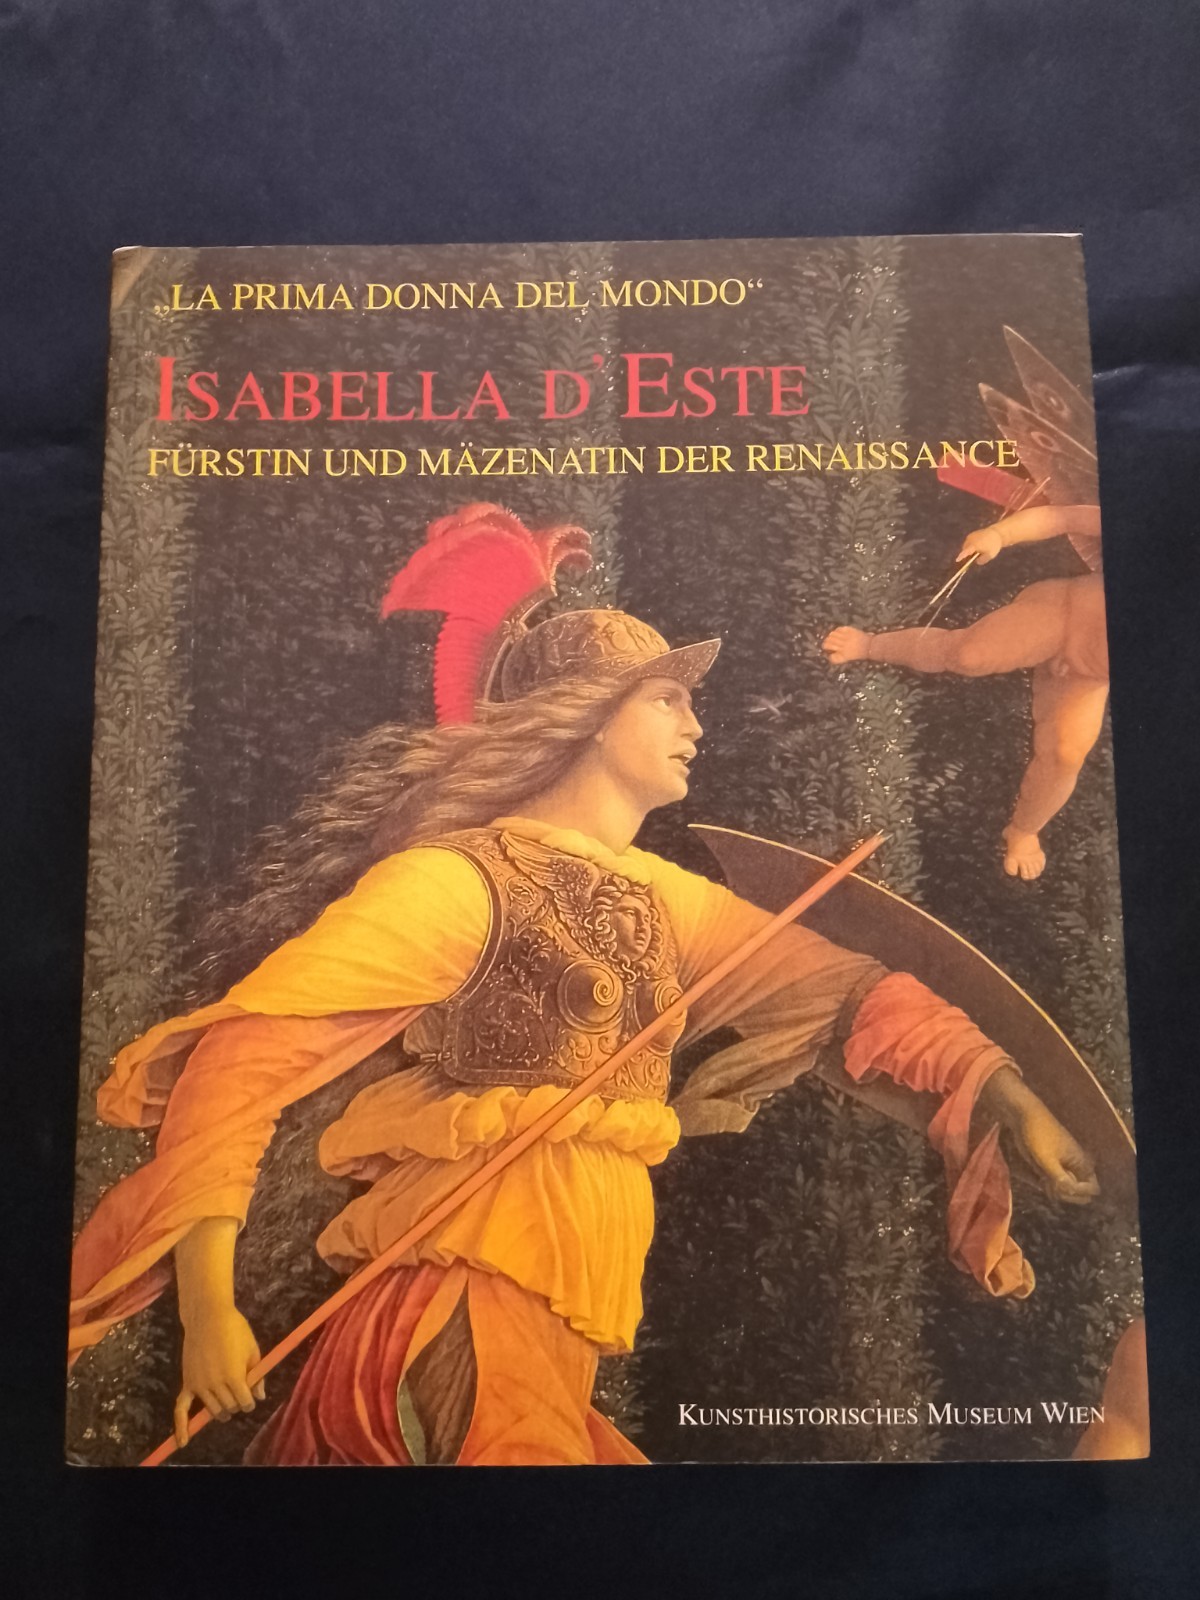 „LA PRIMA DONNA DEL MONDO“
ISABELLA D'ESTE
FÜRSTIN UND MÄZENATIN DER RENAISSANCE
KUNSTHISTORISCHES MUSEUM WIEN